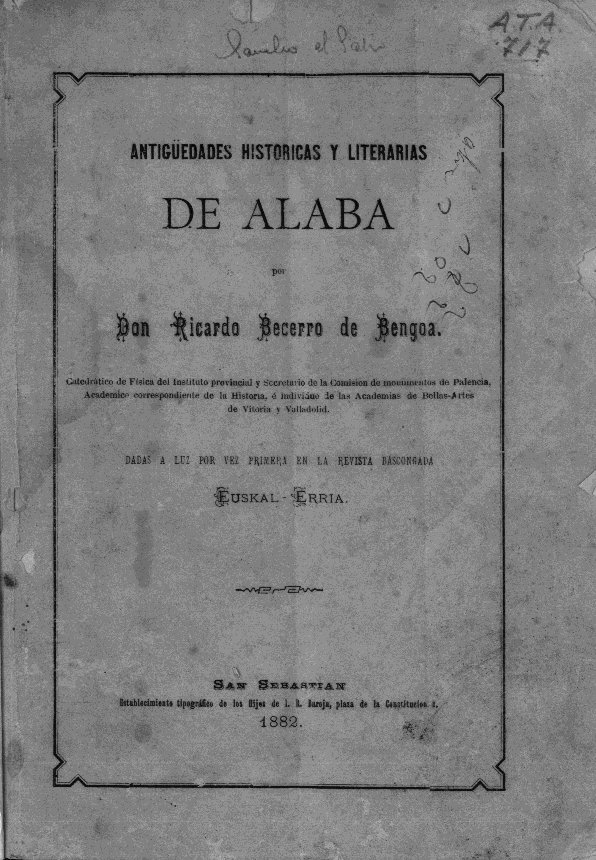 A.T.A.
717
ANTIGÜEDADES HISTORICAS Y LITERARIAS
DE ALABA
por
Don Ricardo Becerro de Bengoa.
Catedrático de Física del Instituto provincial y Secretario de la Comision de monumentos de Palencia,
Academico correspondiente de la Historia, é individuo de las Academias de Bellas-Artes
de Vitoria y Valladolid.
DADAS A LUZ POR VEZ PRIMERA EN LA REVISTA BASCONGADA
EUSKAL-ERRIA.
SAN SEBASTIAN
Establecimiento tipográfico de los Hijos de I. R. Baroja, plaza de la Constitucion
1882.